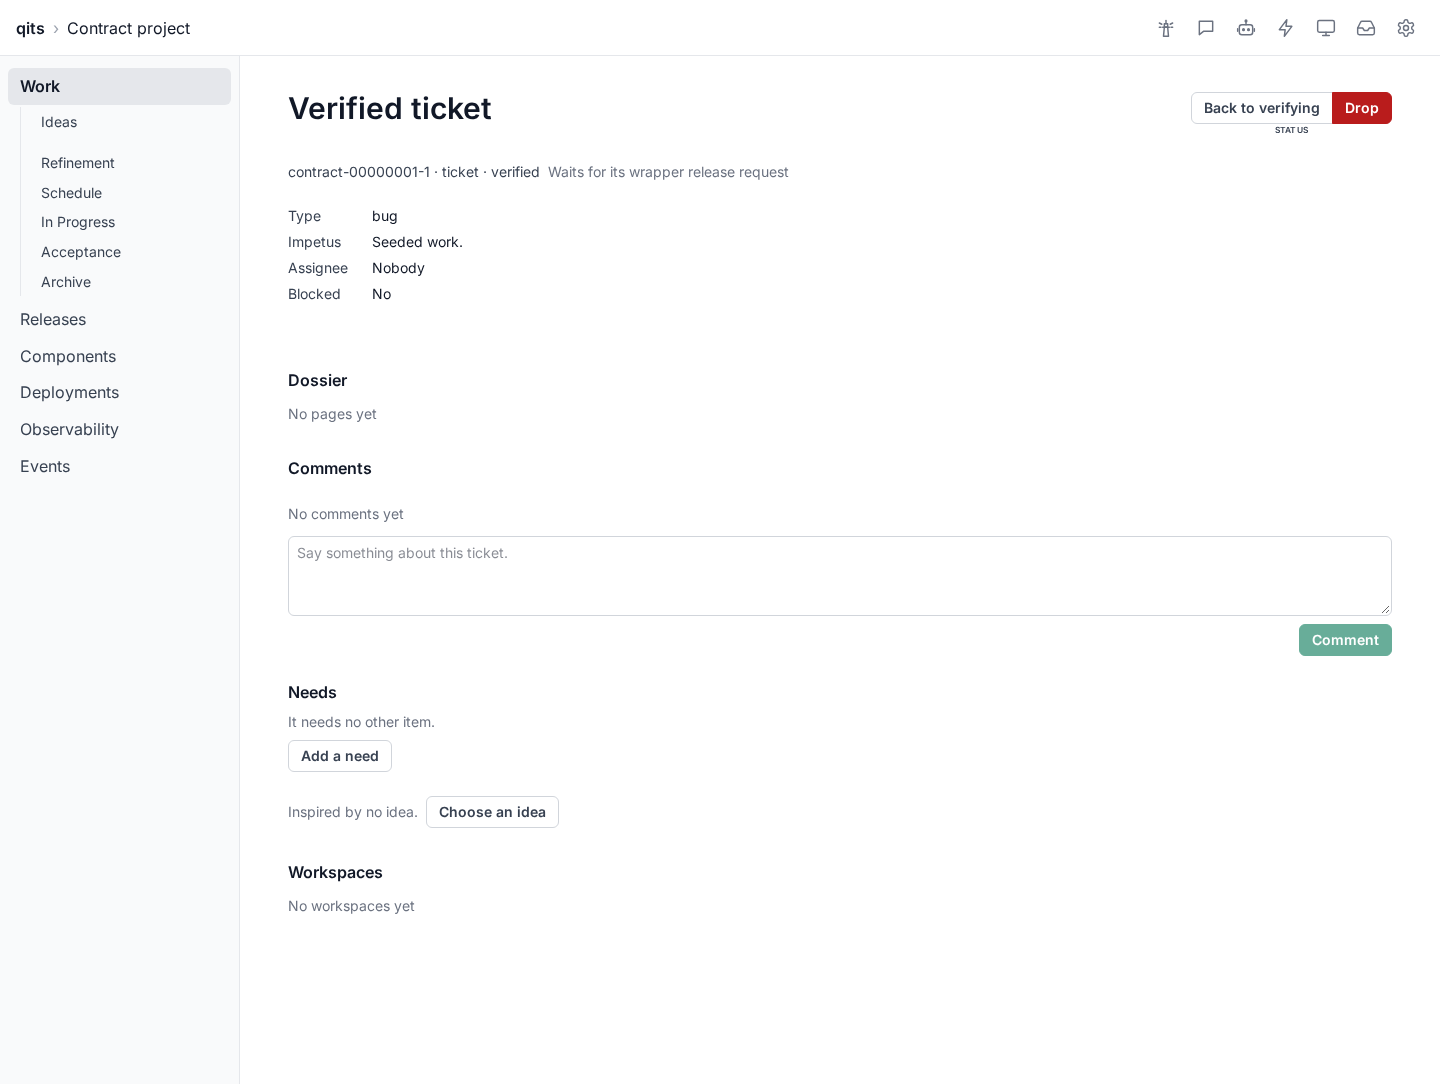 qits › Contract project
Work
Ideas
Refinement
Schedule
In Progress
Acceptance
Archive
Releases
Components
Deployments
Observability
Events
Verified ticket
Back to verifying
Drop
STATUS
contract-00000001-1 · ticket · verified Waits for its wrapper release request
Type bug
Impetus Seeded work.
Assignee Nobody
Blocked No
Dossier
No pages yet
Comments
No comments yet
Say something about this ticket.
Comment
Needs
It needs no other item.
Add a need
Inspired by no idea. Choose an idea
Workspaces
No workspaces yet